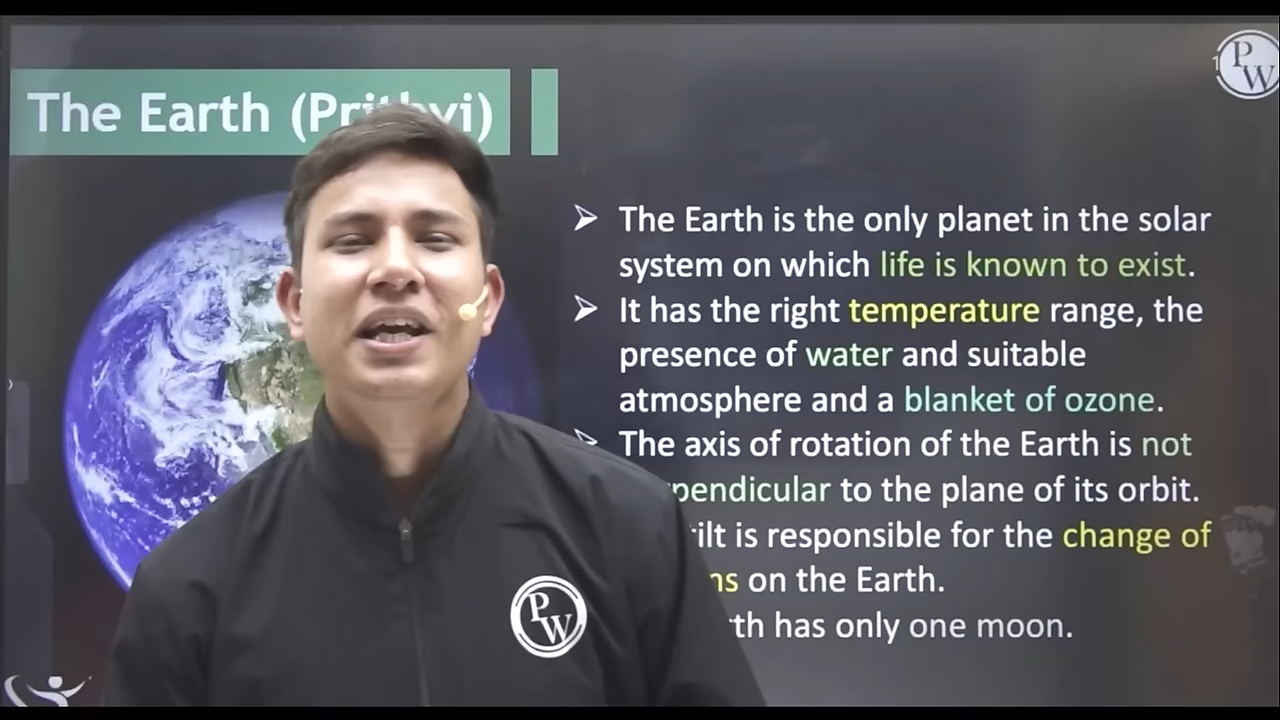 The Earth (Prithvi)
PW
The Earth is the only planet in the solar
system on which life is known to exist.
It has the right temperature range, the
presence of water and suitable
atmosphere and a blanket of ozone.
The axis of rotation of the Earth is not
pendicular to the plane of its orbit.
tilt is responsible for the change of
on the Earth.
has only one moon.
PW